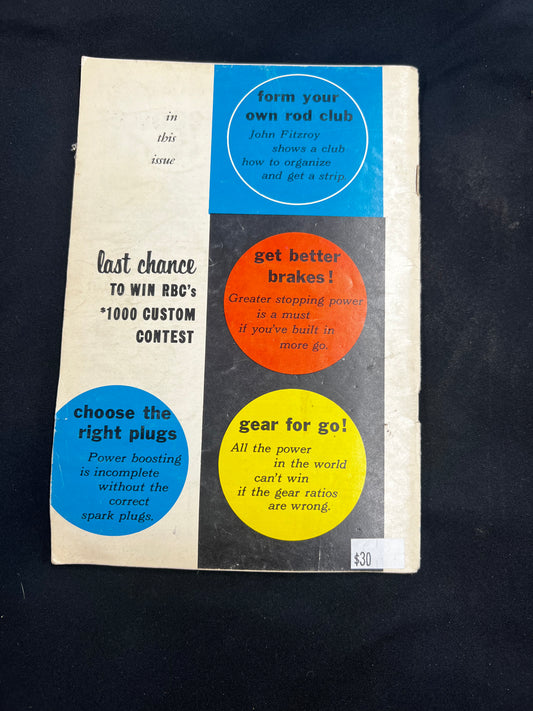 in
this
issue
form your
own rod club
John Fitzroy
shows a club
how to organize
and get a strip.
last chance
TO WIN RBC's
$1000 CUSTOM
CONTEST
get better
brakes!
Greater stopping power
is a must
if you've built in
more go.
choose the
right plugs
Power boosting
is incomplete
without the
correct
spark plugs.
gear for go!
All the power
in the world
can't win
if the gear ratios
are wrong.
$30